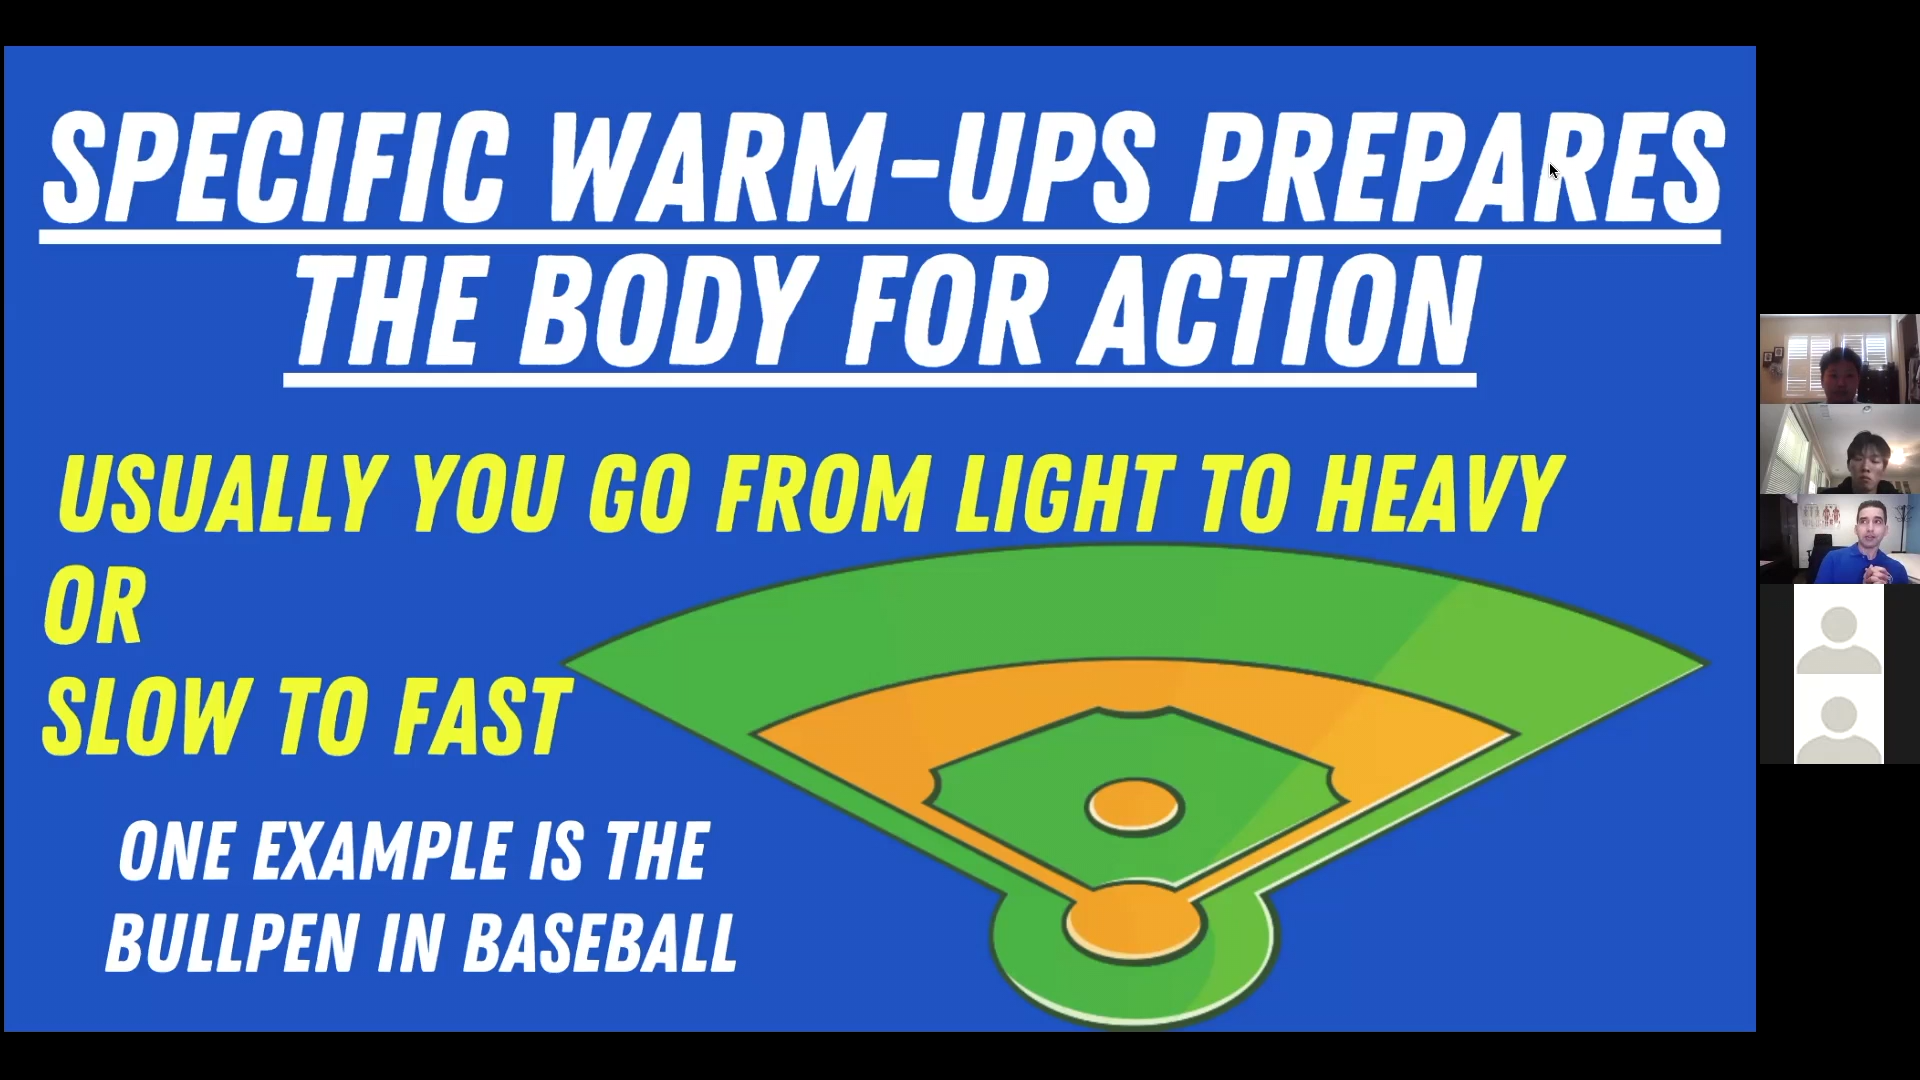 SPECIFIC WARM-UPS PREPARES
THE BODY FOR ACTION
USUALLY YOU GO FROM LIGHT TO HEAVY
OR
SLOW TO FAST
ONE EXAMPLE IS THE
BULLPEN IN BASEBALL